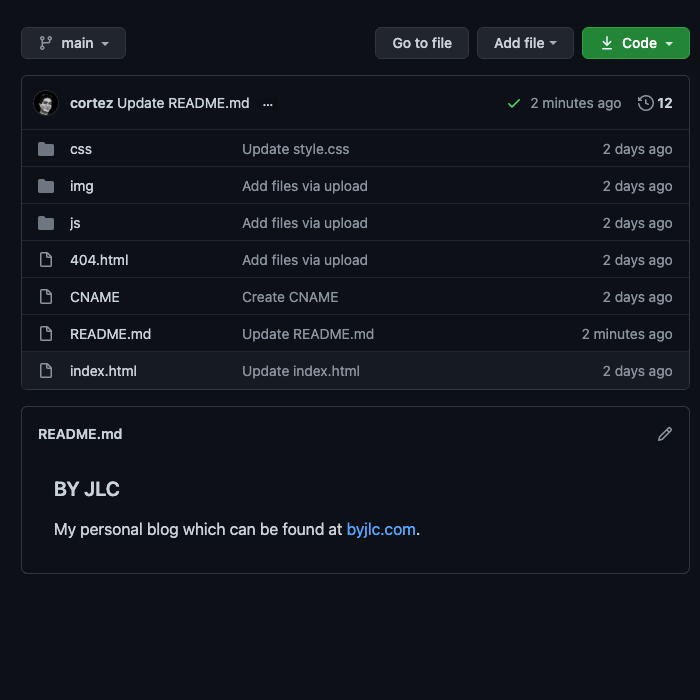 main Go to file Add file Code
cortez Update README.md ... 2 minutes ago 12
css Update style.css 2 days ago
img Add files via upload 2 days ago
js Add files via upload 2 days ago
404.html Add files via upload 2 days ago
CNAME Create CNAME 2 days ago
README.md Update README.md 2 minutes ago
index.html Update index.html 2 days ago
README.md
BY JLC
My personal blog which can be found at byjlc.com.